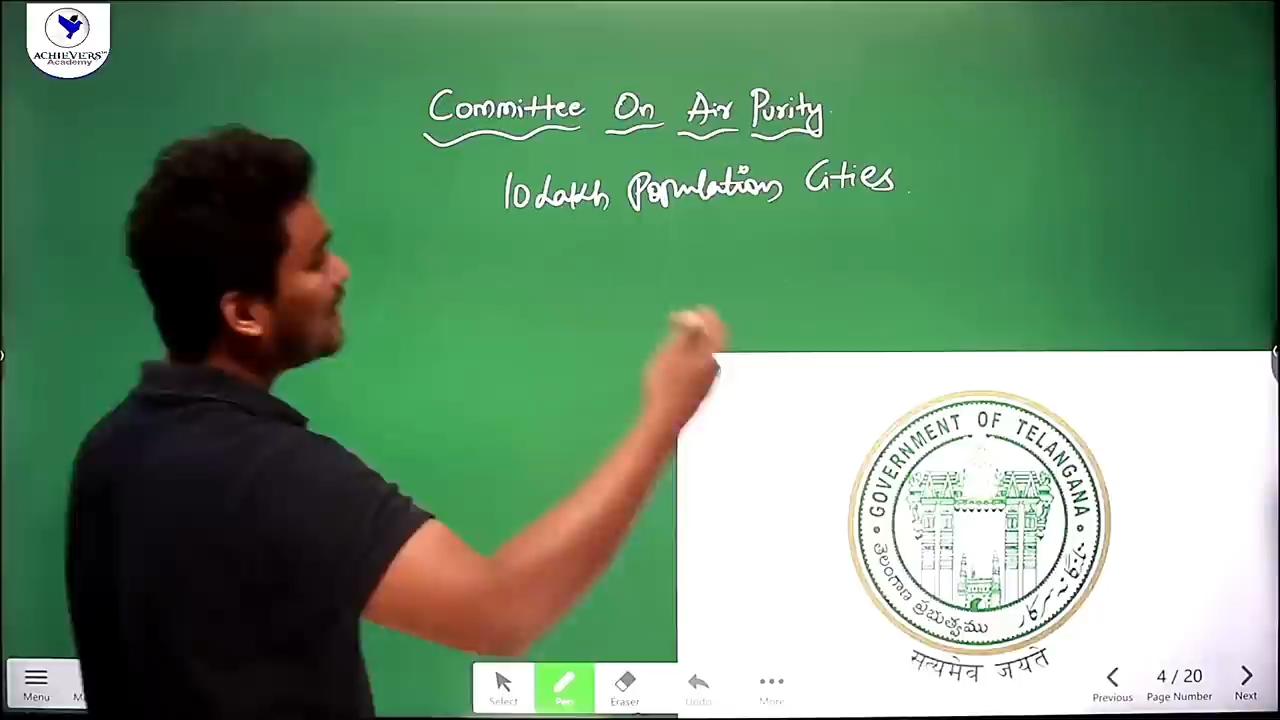 ACHIEVERS™
Academy
Committee On Air Purity.
10 Lakh Population Cities.
GOVERNMENT OF TELANGANA
తెలంగాణ ప్రభుత్వము
सत्यमेव जयते
Menu
Select
Pen
Eraser
Undo
More
Previous
4 / 20
Page Number
Next